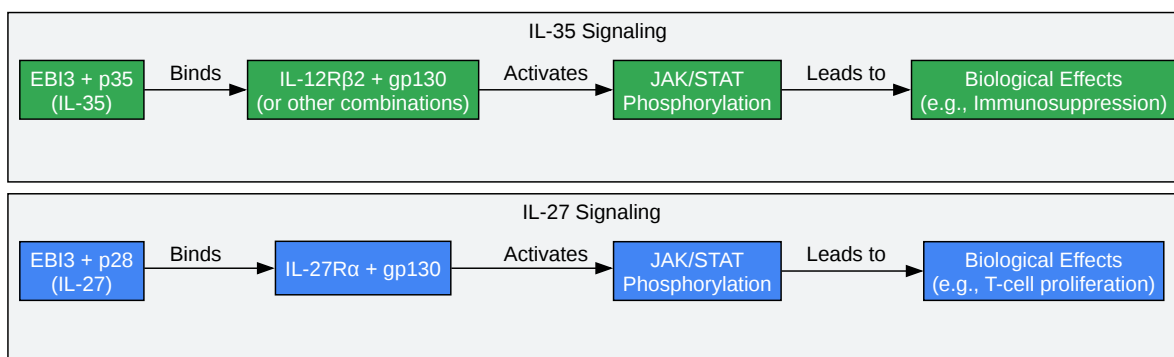 IL-35 Signaling
EBI3 + p35
(IL-35)
Binds
IL-12Rβ2 + gp130
(or other combinations)
Activates
JAK/STAT
Phosphorylation
Leads to
Biological Effects
(e.g., Immunosuppression)
IL-27 Signaling
EBI3 + p28
(IL-27)
Binds
IL-27Rα + gp130
Activates
JAK/STAT
Phosphorylation
Leads to
Biological Effects
(e.g., T-cell proliferation)